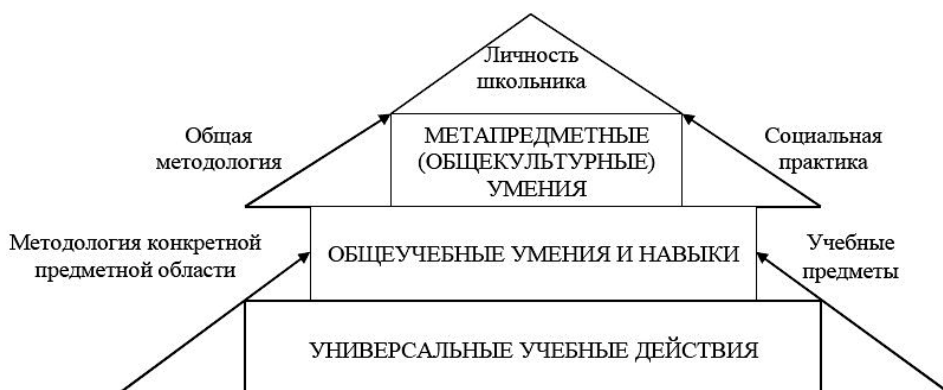 Личность
школьника
Общая
методология
МЕТАПРЕДМЕТНЫЕ
(ОБЩЕКУЛЬТУРНЫЕ)
УМЕНИЯ
Социальная
практика
Методология конкретной
предметной области
ОБЩЕУЧЕБНЫЕ УМЕНИЯ И НАВЫКИ
Учебные
предметы
УНИВЕРСАЛЬНЫЕ УЧЕБНЫЕ ДЕЙСТВИЯ